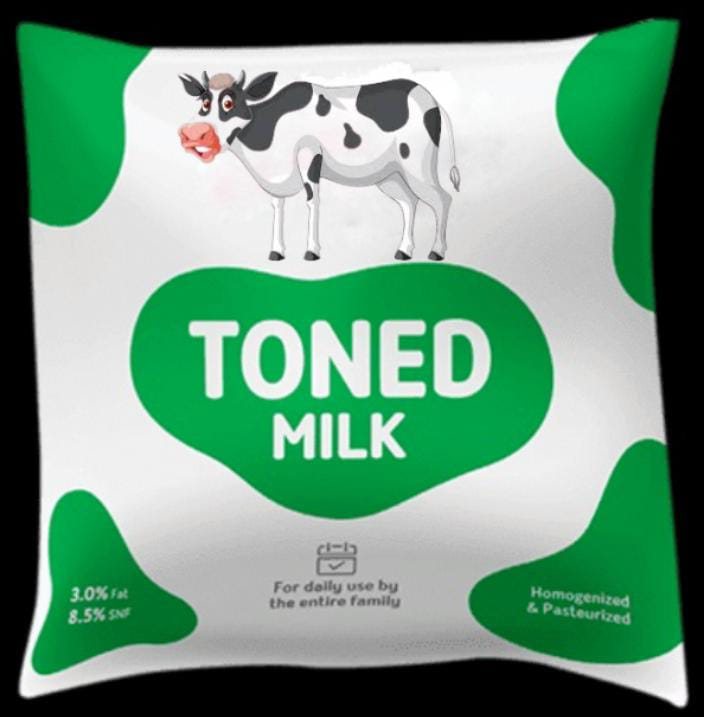 TONED
MILK
For daily use by
the entire family
3.0% Fat
8.5% SNF
Homogenized
& Pasteurized